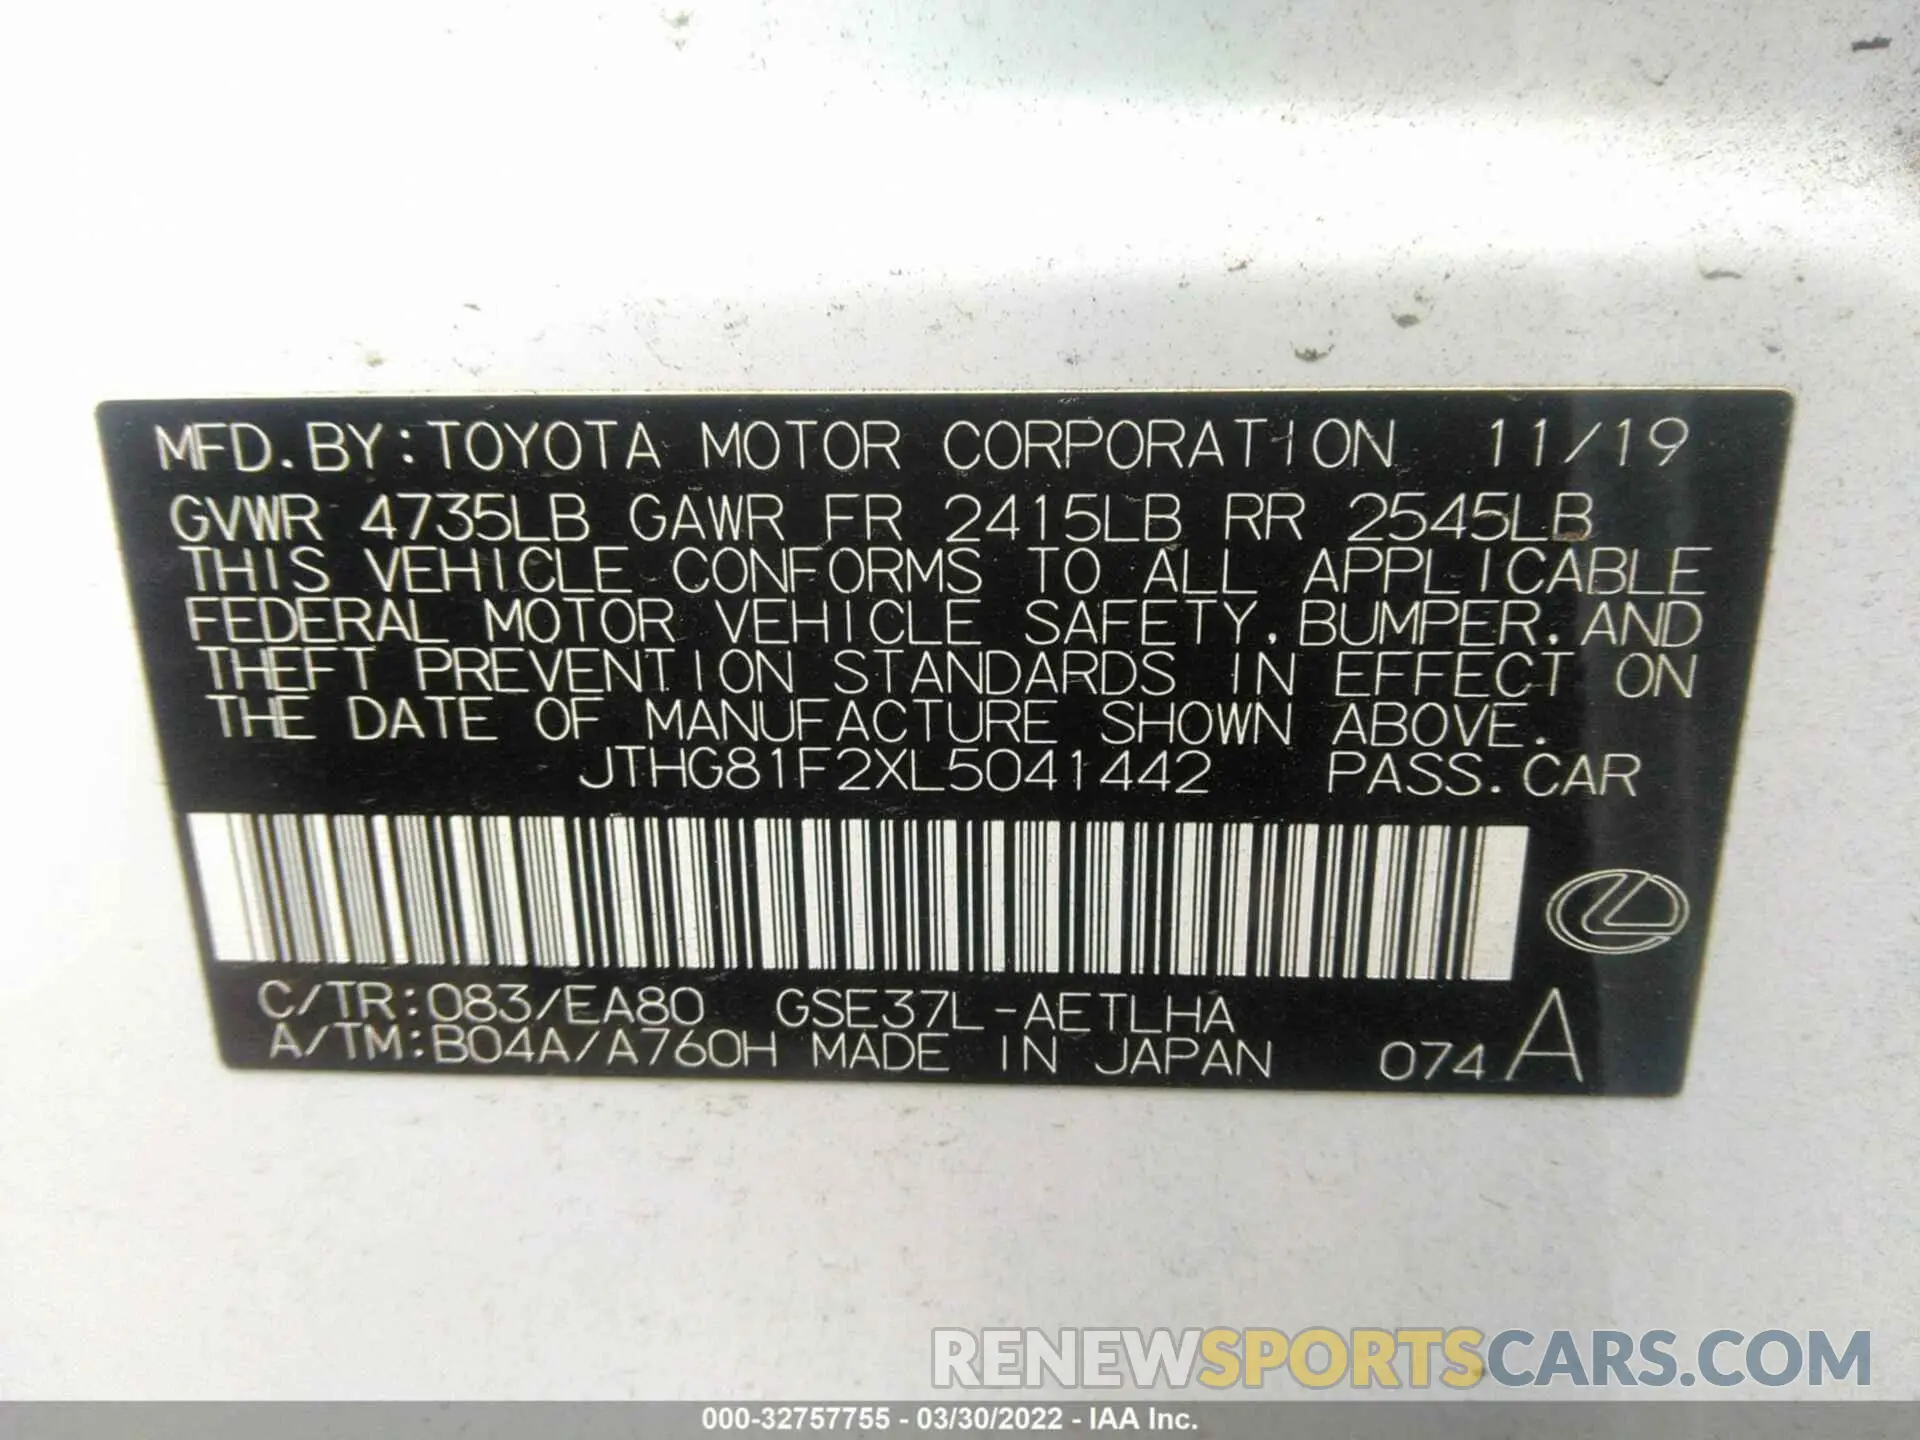 MFD.BY:TOYOTA MOTOR CORPORATION 11/19
GVWR 4735LB GAWR FR 2415LB RR 2545LB
THIS VEHICLE CONFORMS TO ALL APPLICABLE
FEDERAL MOTOR VEHICLE SAFETY,BUMPER,AND
THEFT PREVENTION STANDARDS IN EFFECT ON
THE DATE OF MANUFACTURE SHOWN ABOVE.
JTHG81F2XL5041442 PASS.CAR
C/TR:083/EA80 GSE37L-AETLHA
A/TM:B04A/A760H MADE IN JAPAN 074 A
RENEWSPORTSCARS.COM
000-32757755 - 03/30/2022 - IAA Inc.